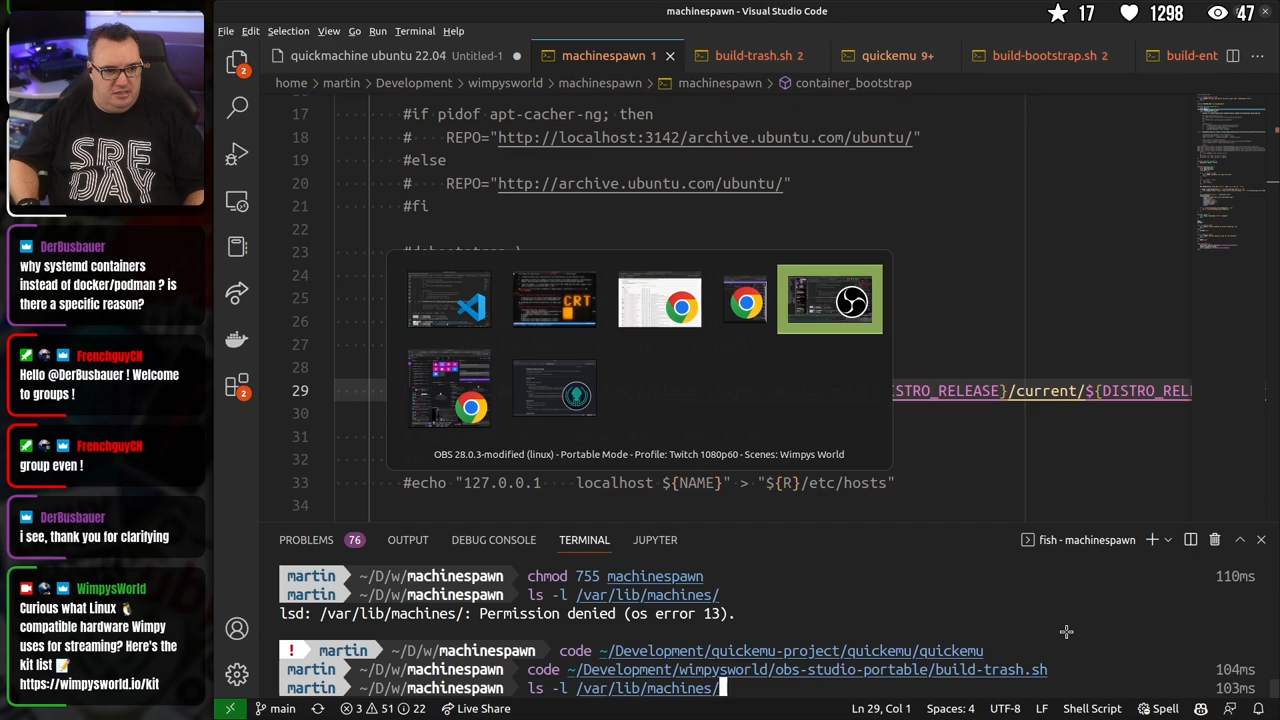 machinespawn - Visual Studio Code
17
1298
47
File Edit Selection View Go Run Terminal Help
quickmachine ubuntu 22.04
machinespawn 1
build-trash.sh 2
quickemu 9+
build-bootstrap.sh 2
build-ent
home
martin
Development
wimpysworld
machinespawn
machinespawn
container_bootstrap
17
18 # REPO="http://localhost:3142/archive.ubuntu.com/ubuntu/"
19 #else
20 # REPO="http://archive.ubuntu.com/ubuntu/"
21 #fi
22
23
24
25
26
27
28
29 STRO_RELEASE}/current/${DISTRO_REL
30
31
32
33 #echo "127.0.0.1 localhost ${NAME}" > "${R}/etc/hosts"
34
CRT
OBS 28.0.3-modified (linux) - Portable Mode - Profile: Twitch 1080p60 - Scenes: Wimpys World
2
2
SRE
DAY
DerBusbauer
why systemd containers
instead of docker/podman ? is
there a specific reason?
FrenchguyCH
Hello @DerBusbauer ! Welcome
to groups !
FrenchguyCH
group even !
DerBusbauer
i see, thank you for clarifying
WimpysWorld
Curious what Linux 🐧
compatible hardware Wimpy
uses for streaming? Here's the
kit list 📝
https://wimpysworld.io/kit
PROBLEMS 76 OUTPUT DEBUG CONSOLE TERMINAL JUPYTER
fish - machinespawn
martin ~/D/w/machinespawn chmod 755 machinespawn 110ms
martin ~/D/w/machinespawn ls -l /var/lib/machines/
lsd: /var/lib/machines/: Permission denied (os error 13).
! martin ~/D/w/machinespawn code ~/Development/quickemu-project/quickemu/quickemu
martin ~/D/w/machinespawn code ~/Development/wimpysworld/obs-studio-portable/build-trash.sh 104ms
martin ~/D/w/machinespawn ls -l /var/lib/machines/ 103ms
main
3 51 22
Live Share
Ln 29, Col 1
Spaces: 4
UTF-8
LF
Shell Script
Spell